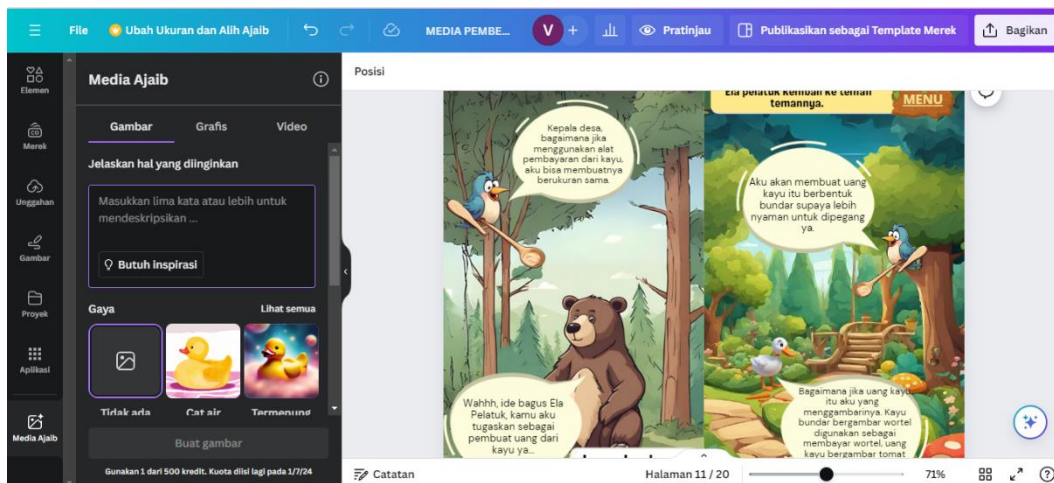 File
Ubah Ukuran dan Alih Ajaib
MEDIA PEMBE...
V
+
Pratinjau
Publikasikan sebagai Template Merek
Bagikan
Elemen
Merek
Unggahan
Gambar
Proyek
Aplikasi
Media Ajaib
Media Ajaib
Gambar
Grafis
Video
Jelaskan hal yang diinginkan
Masukkan lima kata atau lebih untuk
mendeskripsikan ...
Butuh inspirasi
Gaya
Lihat semua
Tidak ada
Cat air
Termenung
Buat gambar
Gunakan 1 dari 500 kredit. Kuota diisi lagi pada 1/7/24
Posisi
Kepala desa,
bagaimana jika
menggunakan alat
pembayaran dari kayu,
aku bisa membuatnya
berukuran sama.
Wahhh, ide bagus Ela
Pelatuk, kamu aku
tugaskan sebagai
pembuat uang dari
kayu ya...
Ela pelatuk kembali ke teman
temannya.
MENU
Aku akan membuat uang
kayu itu berbentuk
bundar supaya lebih
nyaman untuk dipegang
ya.
Bagaimana jika uang kayu
itu aku yang
menggambarinya. Kayu
bundar bergambar wortel
digunakan sebagai
membayar wortel, uang
kayu bergambar tomat
Catatan
Halaman 11 / 20
71%